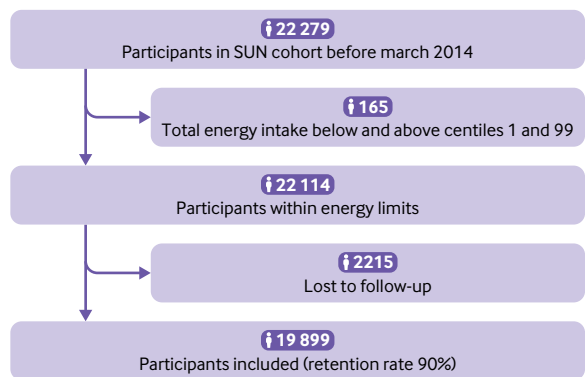 22 279
Participants in SUN cohort before march 2014
165
Total energy intake below and above centiles 1 and 99
22 114
Participants within energy limits
2215
Lost to follow-up
19 899
Participants included (retention rate 90%)